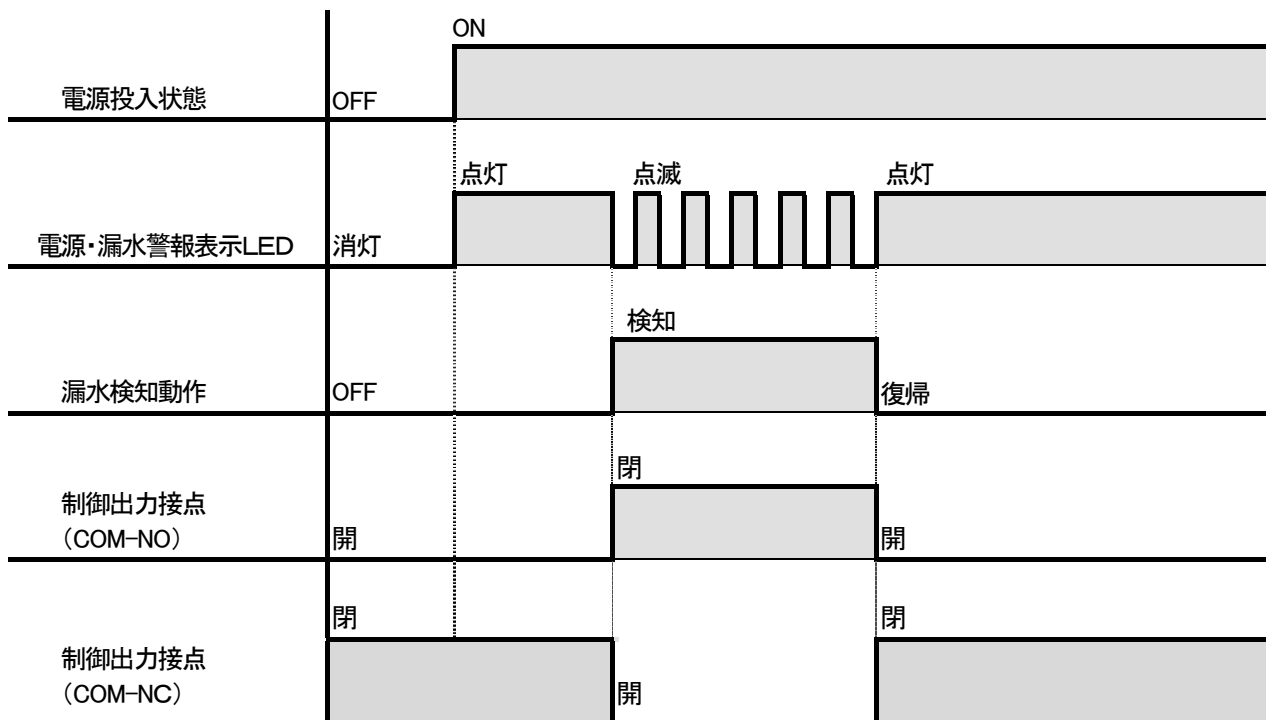 ON
電源投入状態 OFF
点灯 点滅 点灯
電源・漏水警報表示LED 消灯
検知
漏水検知動作 OFF 復帰
閉
制御出力接点
(COM-NO) 開 開
閉 閉
制御出力接点
(COM-NC) 開